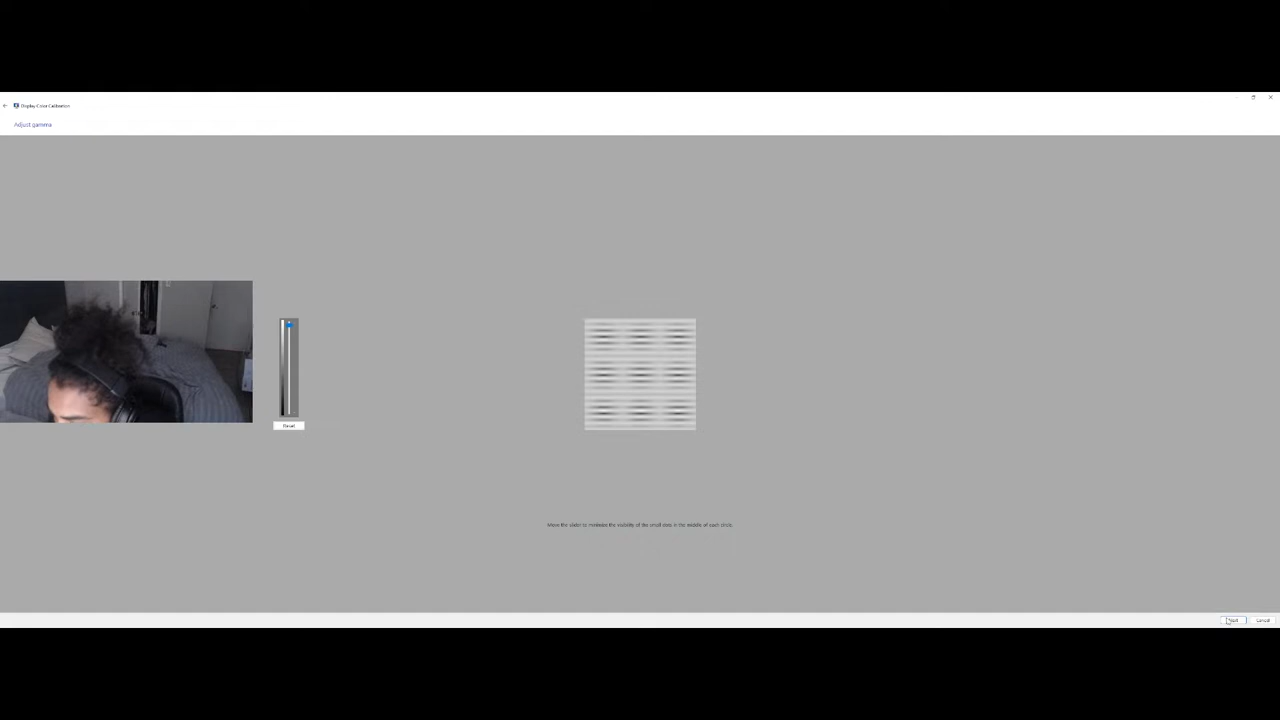 Display Color Calibration
Adjust gamma
Reset
Move the slider to minimize the visibility of the small dots in the middle of each circle.
Next
Cancel